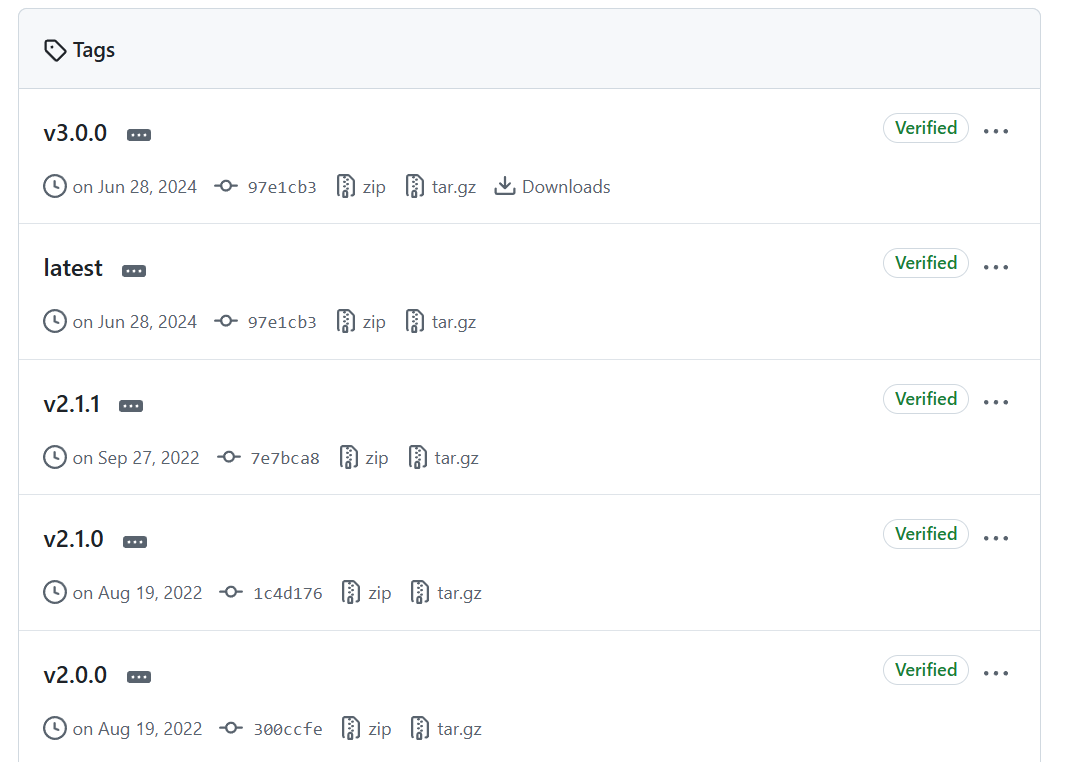 Tags
v3.0.0 Verified
on Jun 28, 2024 97e1cb3 zip tar.gz Downloads
latest Verified
on Jun 28, 2024 97e1cb3 zip tar.gz
v2.1.1 Verified
on Sep 27, 2022 7e7bca8 zip tar.gz
v2.1.0 Verified
on Aug 19, 2022 1c4d176 zip tar.gz
v2.0.0 Verified
on Aug 19, 2022 300ccfe zip tar.gz